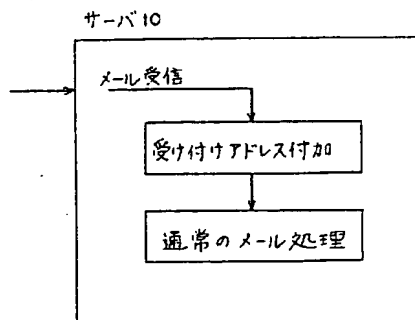 サーバ10
メール受信
受け付けアドレス付加
通常のメール処理